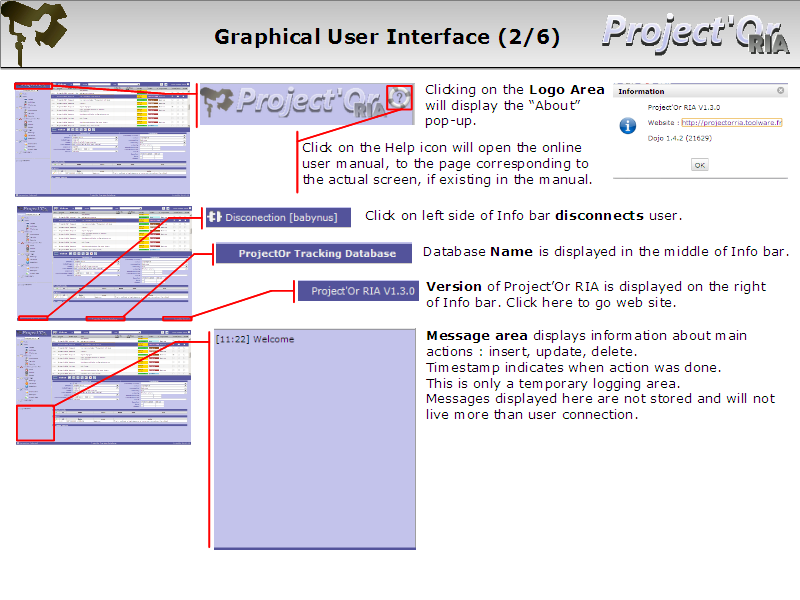 Graphical User Interface (2/6)
Project'Or
RIA
Project'Or
RIA
Clicking on the Logo Area
will display the “About”
pop-up.
Information
Project'Or RIA V1.3.0
Website : http://projectorria.toolware.fr
Dojo 1.4.2 (21629)
OK
Click on the Help icon will open the online
user manual, to the page corresponding to
the actual screen, if existing in the manual.
Disconection [babynus]
Click on left side of Info bar disconnects user.
ProjectOr Tracking Database
Database Name is displayed in the middle of Info bar.
Project'Or RIA V1.3.0
Version of Project’Or RIA is displayed on the right
of Info bar. Click here to go web site.
[11:22] Welcome
Message area displays information about main
actions : insert, update, delete.
Timestamp indicates when action was done.
This is only a temporary logging area.
Messages displayed here are not stored and will not
live more than user connection.